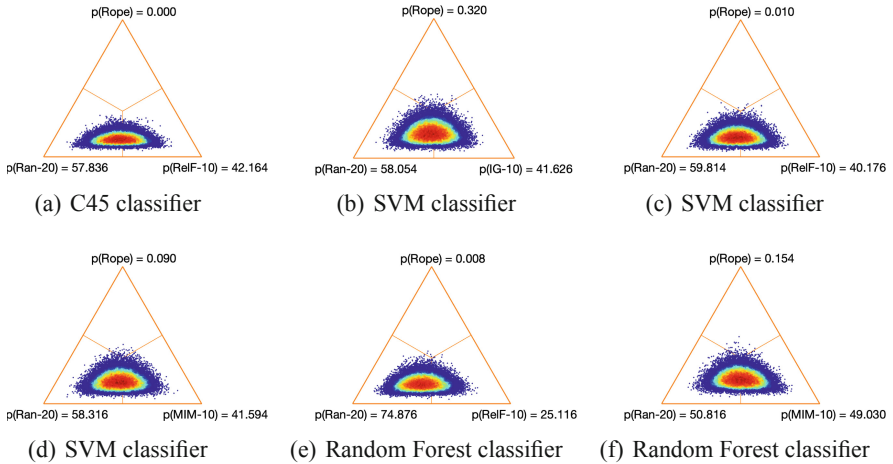 p(Rope) = 0.000
p(Rope) = 0.320
p(Rope) = 0.010
p(Ran-20) = 57.836
p(RelF-10) = 42.164
p(Ran-20) = 58.054
p(IG-10) = 41.626
p(Ran-20) = 59.814
p(RelF-10) = 40.176
(a) C45 classifier
(b) SVM classifier
(c) SVM classifier
p(Rope) = 0.090
p(Rope) = 0.008
p(Rope) = 0.154
p(Ran-20) = 58.316
p(MIM-10) = 41.594
p(Ran-20) = 74.876
p(RelF-10) = 25.116
p(Ran-20) = 50.816
p(MIM-10) = 49.030
(d) SVM classifier
(e) Random Forest classifier
(f) Random Forest classifier